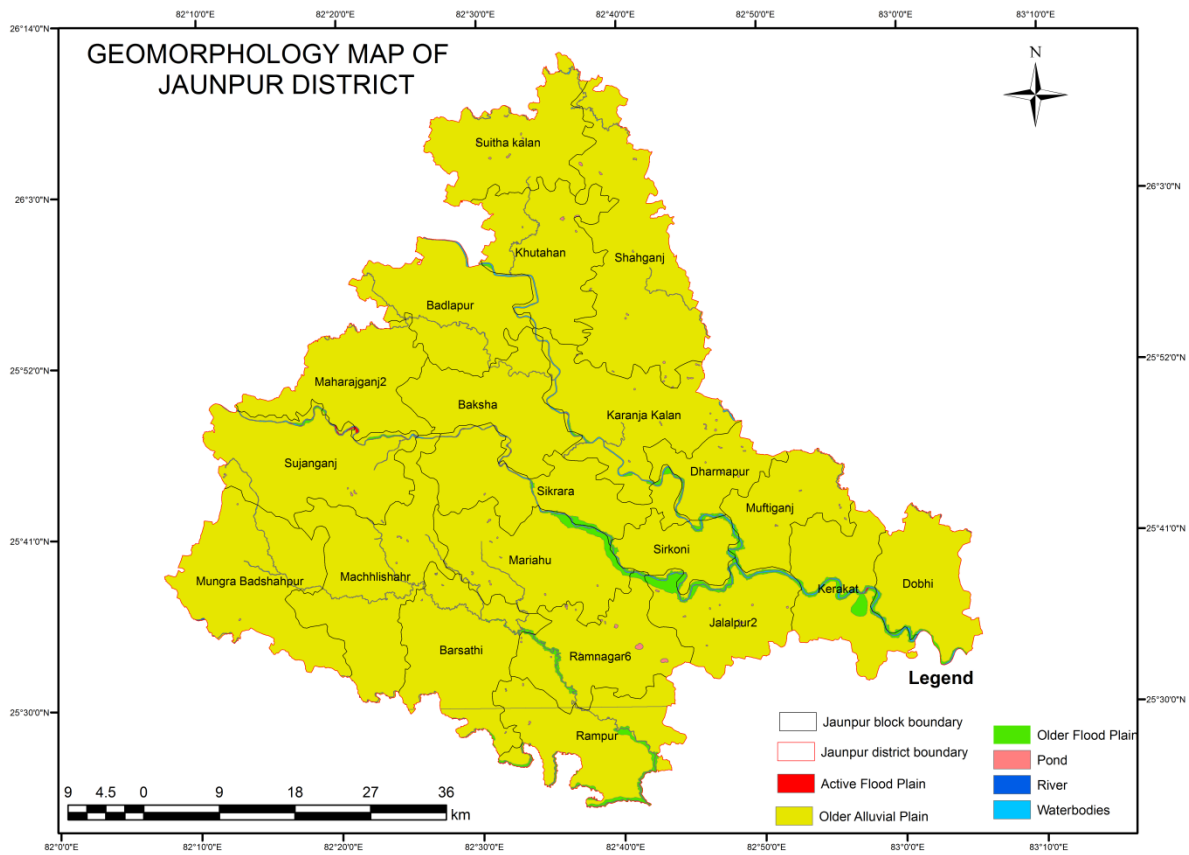 82°0'0"E 82°10'0"E 82°20'0"E 82°30'0"E 82°40'0"E 82°50'0"E 83°0'0"E 83°10'0"E
26°14'0"N 26°14'0"N
GEOMORPHOLOGY MAP OF
JAUNPUR DISTRICT
N
Suitha kalan
26°3'0"N 26°3'0"N
Khutahan
Shahganj
Badlapur
25°52'0"N 25°52'0"N
Maharajganj2
Baksha
Karanja Kalan
Sujanganj
Dharmapur
Sikrara
Muftiganj
25°41'0"N 25°41'0"N
Sirkoni
Mariahu
Mungra Badshahpur
Machhlishahr
Kerakat
Dobhi
Jalalpur2
Barsathi
Ramnagar6
Legend
25°30'0"N 25°30'0"N
Rampur
Jaunpur block boundary
Jaunpur district boundary
Active Flood Plain
Older Alluvial Plain
Older Flood Plain
Pond
River
Waterbodies
9 4.5 0 9 18 27 36
km
82°0'0"E 82°10'0"E 82°20'0"E 82°30'0"E 82°40'0"E 82°50'0"E 83°0'0"E 83°10'0"E